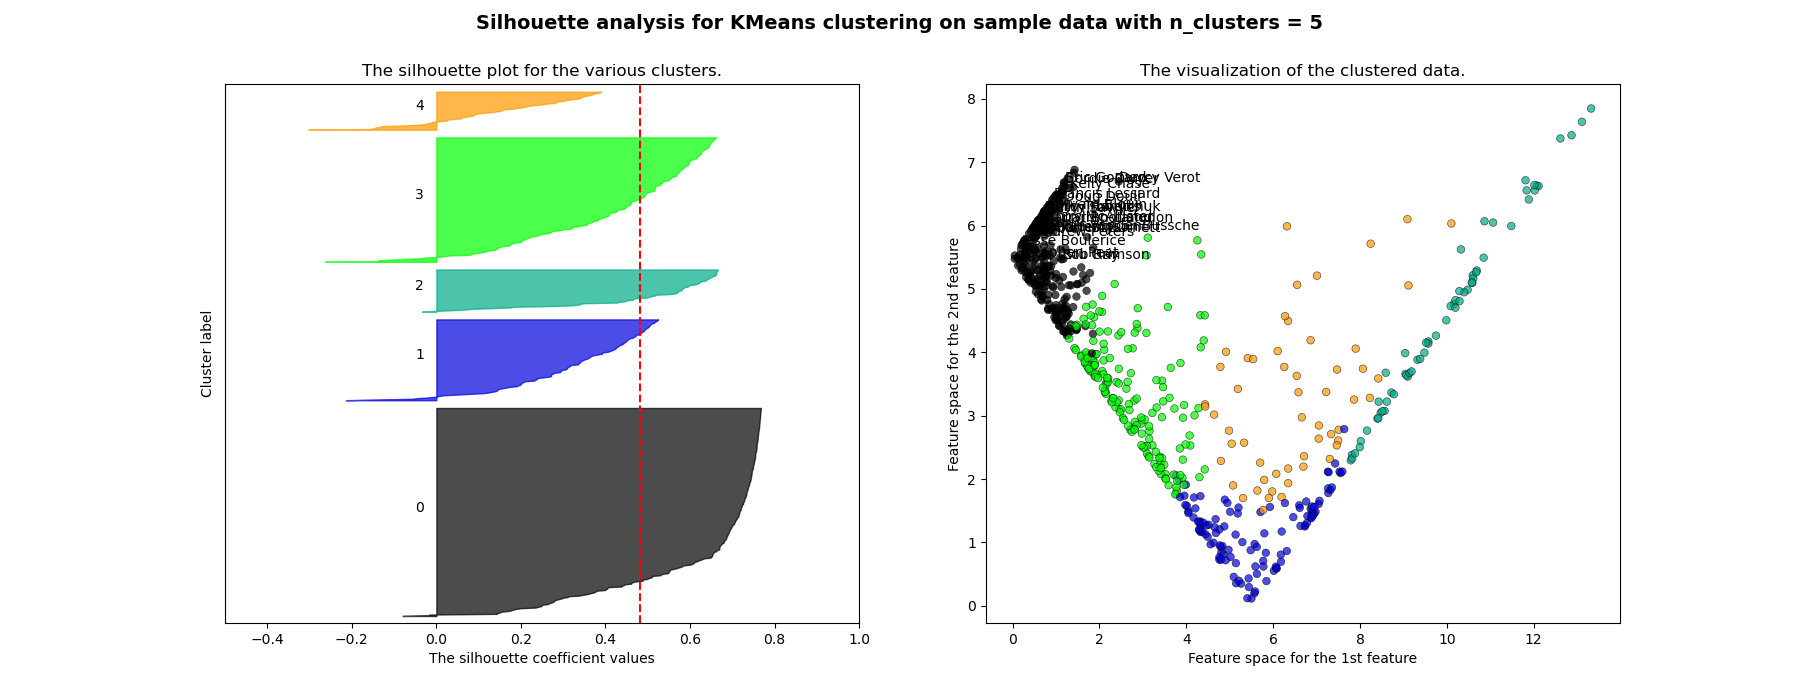 Silhouette analysis for KMeans clustering on sample data with n_clusters = 5
The silhouette plot for the various clusters.
4
3
2
1
0
Cluster label
−0.4 −0.2 0.0 0.2 0.4 0.6 0.8 1.0
The silhouette coefficient values
The visualization of the clustered data.
8
7
6
5
4
3
2
1
0
Feature space for the 2nd feature
Verot
Kelly Chase
Francis Lessard
Boulerice
0 2 4 6 8 10 12
Feature space for the 1st feature